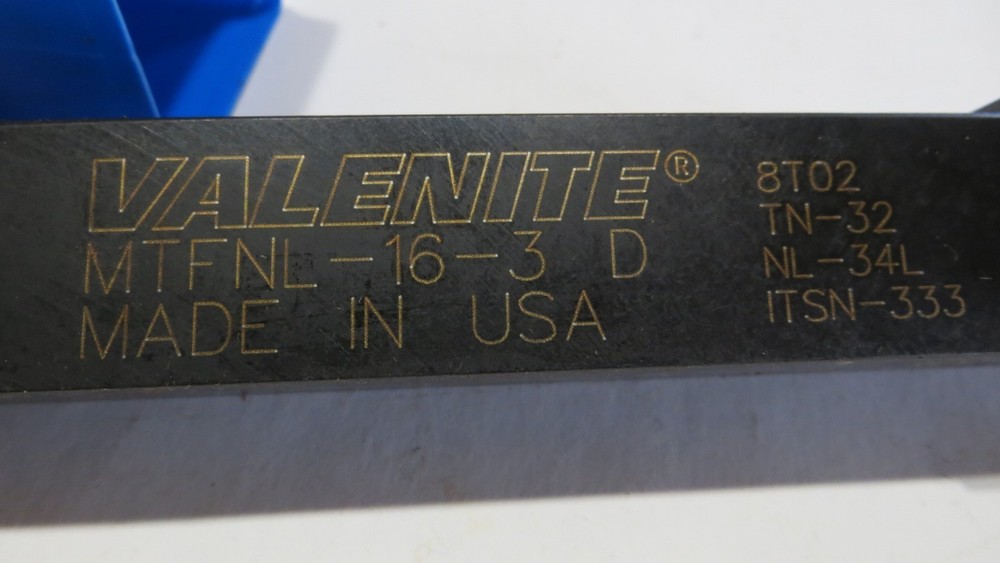 VALENITE®
MTFNL-16-3 D
MADE IN USA
8T02
TN-32
NL-34L
ITSN-333